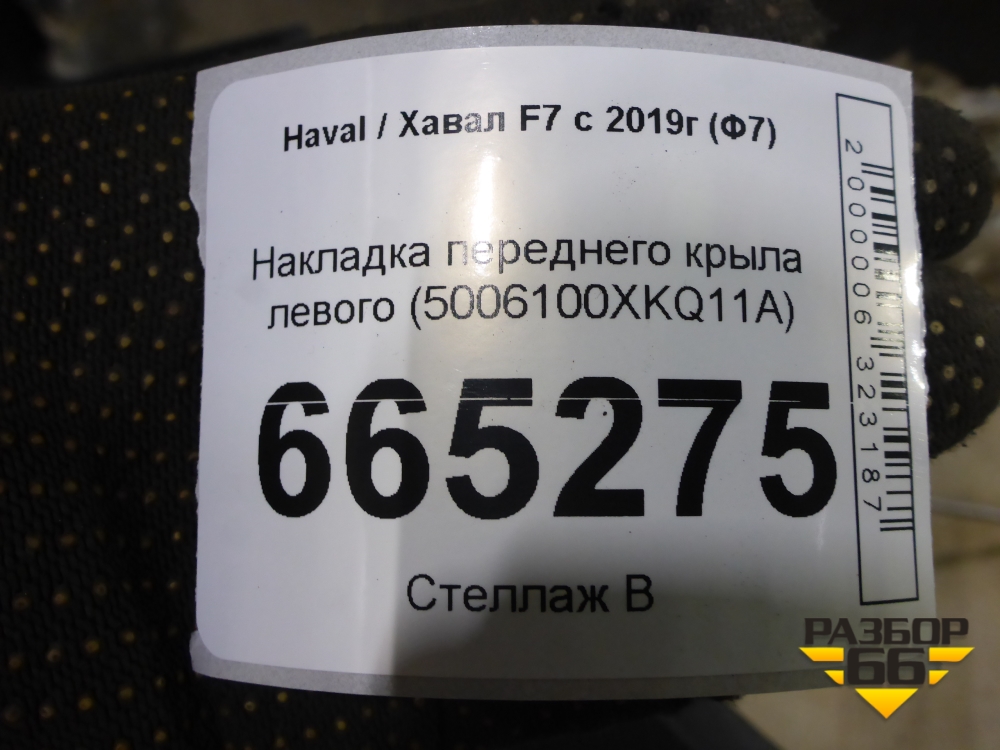 Haval / Хавал F7 с 2019г (Ф7)
Накладка переднего крыла
левого (5006100XKQ11A)
665275
Стеллаж В
2000006323187
РАЗБОР
66